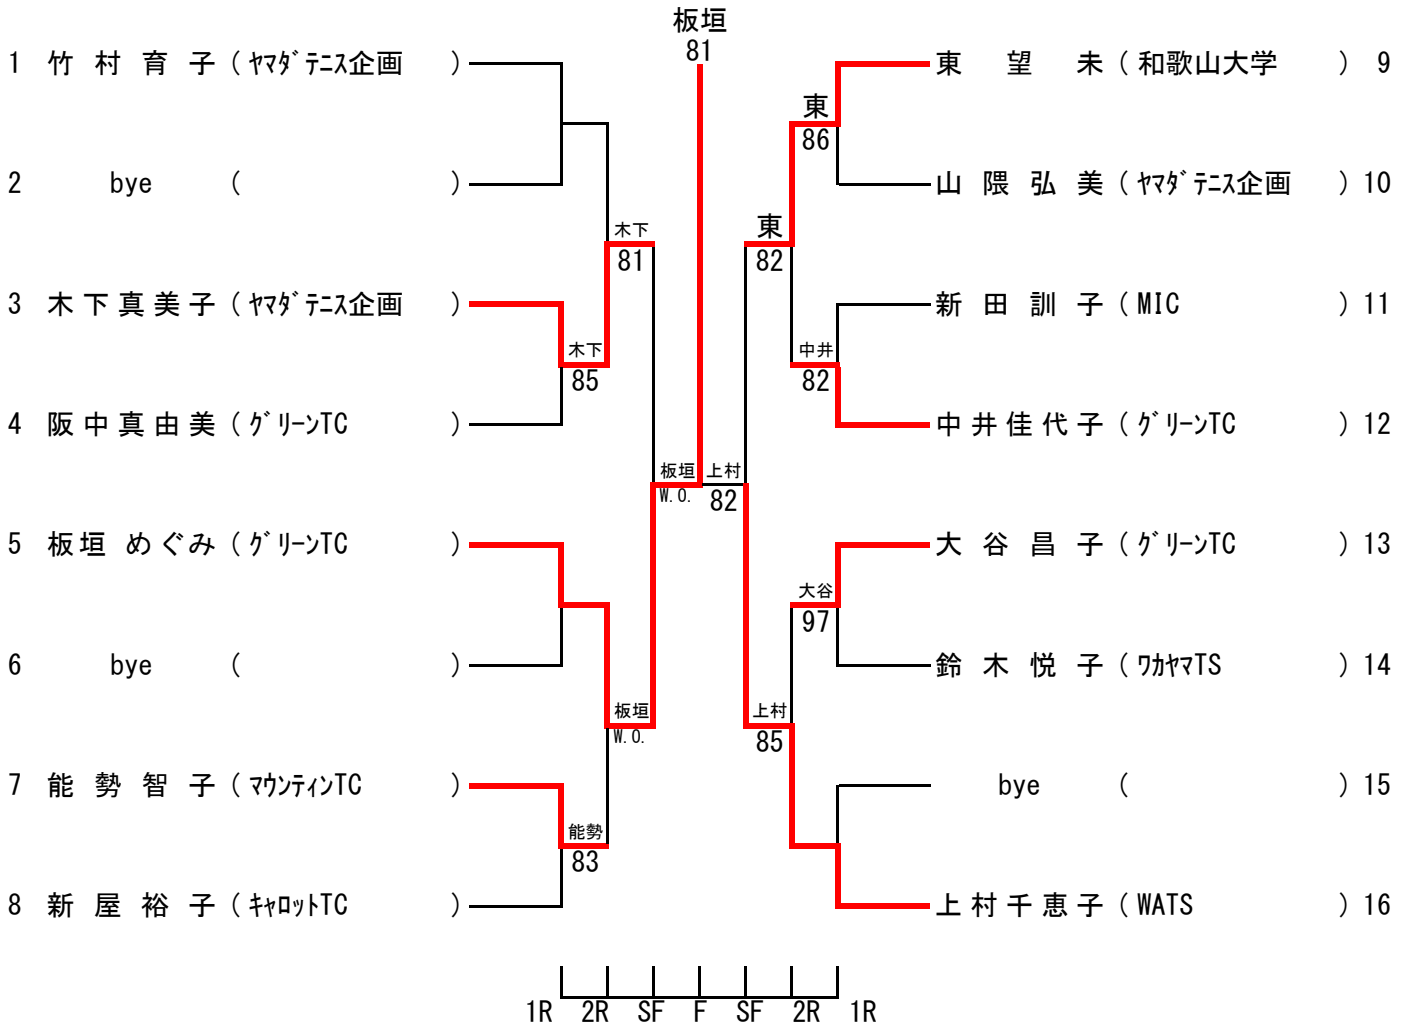 板垣
81
1 竹村育子(ﾔﾏﾀﾞﾃﾆｽ企画 )
東望未(和歌山大学 ) 9
東
86
2 bye ( )
山隈弘美(ﾔﾏﾀﾞﾃﾆｽ企画 ) 10
木下
81
東
82
3 木下真美子(ﾔﾏﾀﾞﾃﾆｽ企画 )
新田訓子(MIC ) 11
木下
85
中井
82
4 阪中真由美(ｸﾞﾘｰﾝTC )
中井佳代子(ｸﾞﾘｰﾝTC ) 12
板垣
W.O.
上村
82
5 板垣 めぐみ(ｸﾞﾘｰﾝTC )
大谷昌子(ｸﾞﾘｰﾝTC ) 13
大谷
97
6 bye ( )
鈴木悦子(ﾜｶﾔﾏTS ) 14
板垣
W.O.
上村
85
7 能勢智子(ﾏｳﾝﾃｨﾝTC )
bye ( ) 15
能勢
83
8 新屋裕子(ｷｬﾛｯﾄTC )
上村千恵子(WATS ) 16
1R 2R SF F SF 2R 1R